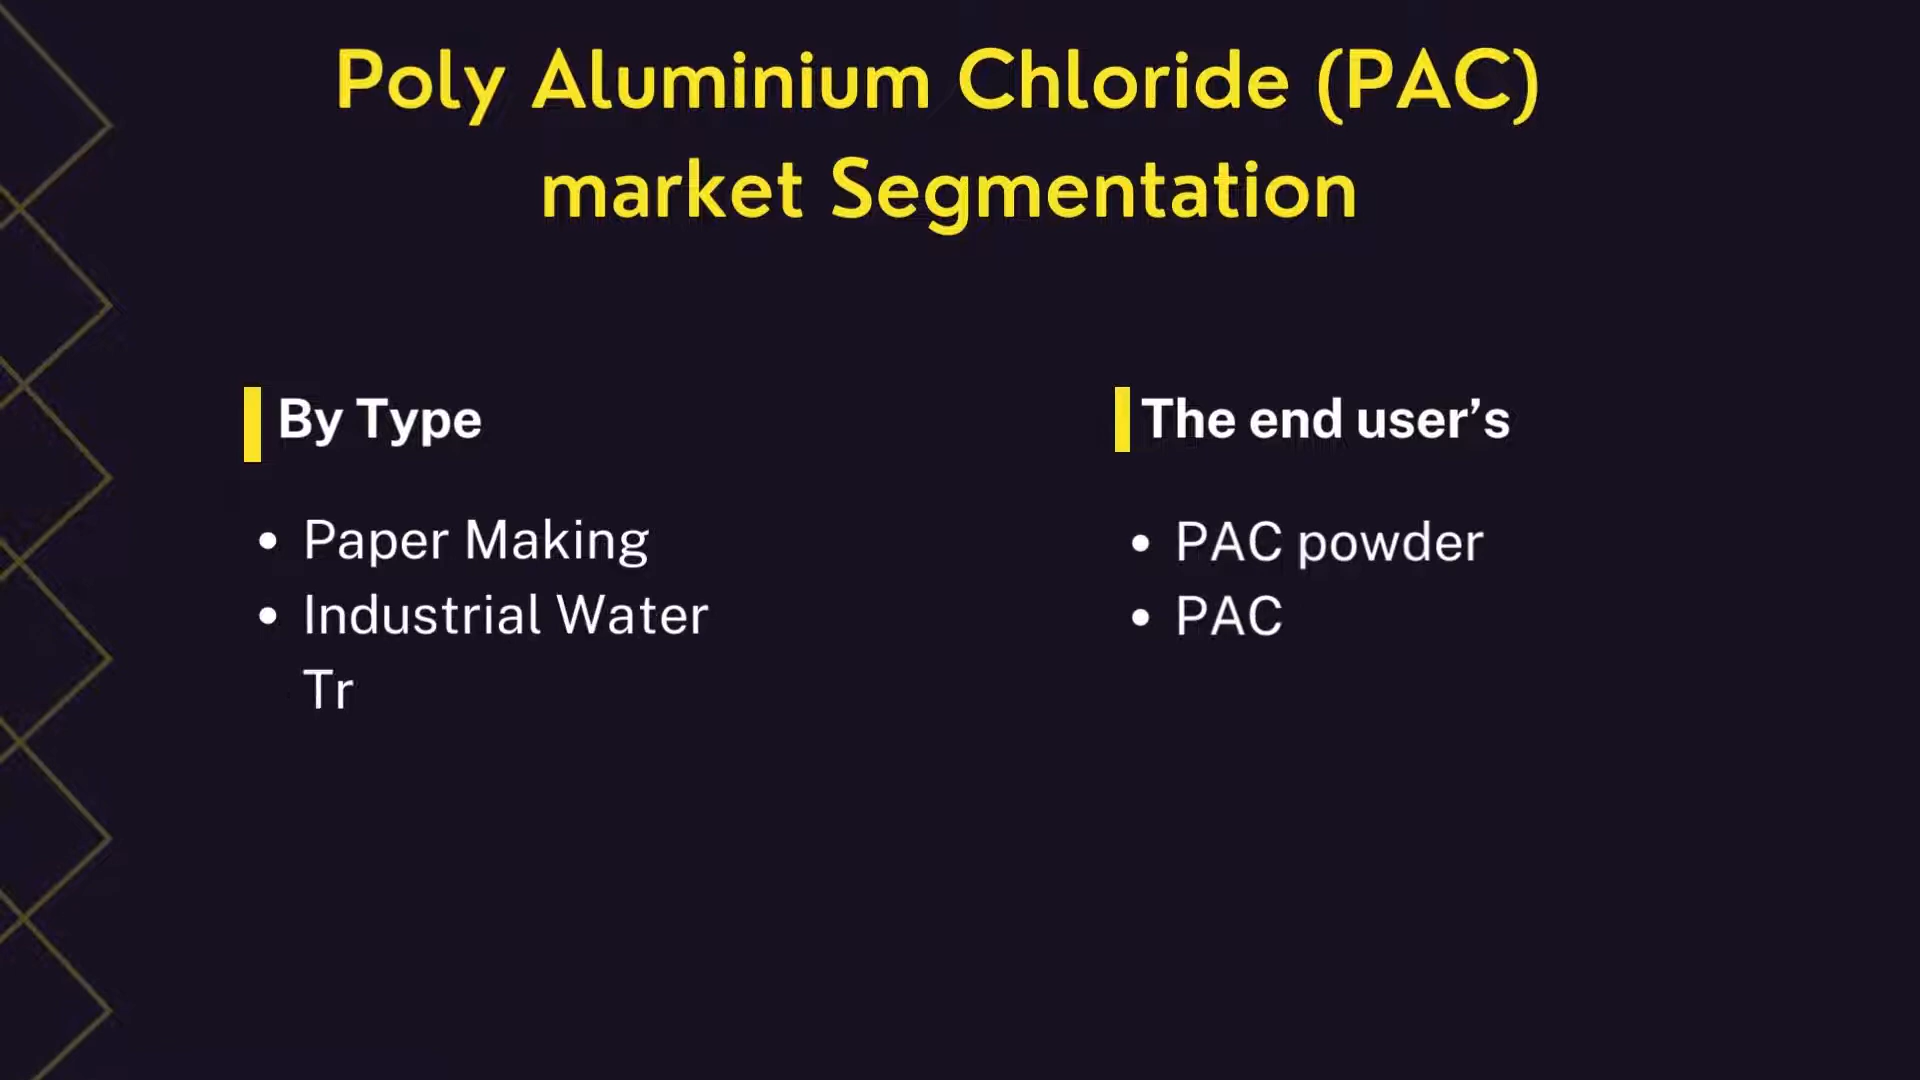 Poly Aluminium Chloride (PAC)
market Segmentation
By Type
• Paper Making
• Industrial Water
Tr
The end user’s
• PAC powder
• PAC